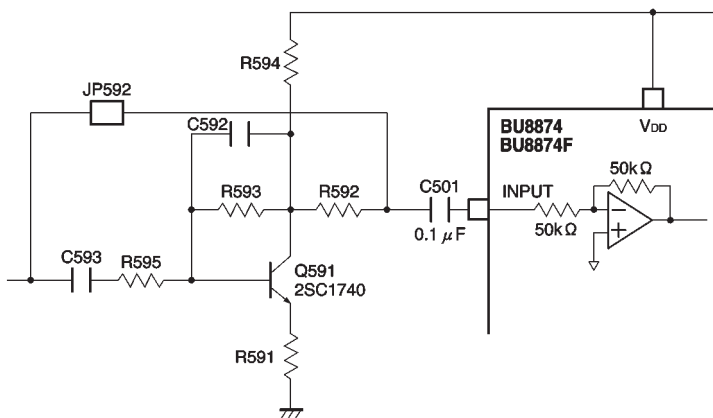 R594
JP592
C592
BU8874
BU8874F
VDD
R593
R592
C501
INPUT
50kΩ
50kΩ
0.1 μF
C593
R595
Q591
2SC1740
R591